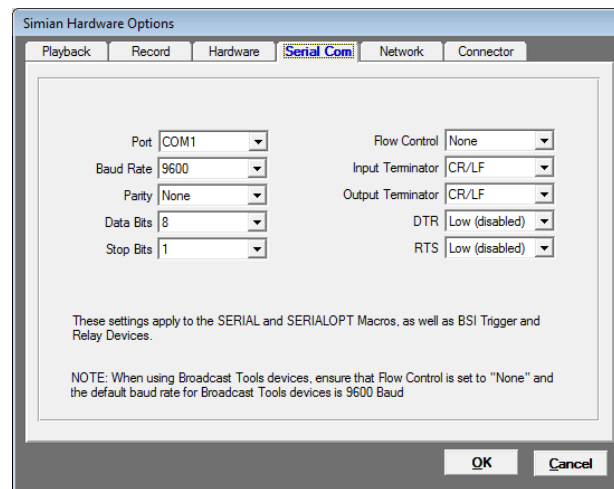 Simian Hardware Options
Playback Record Hardware Serial Com Network Connector
Port COM1 Flow Control None
Baud Rate 9600 Input Terminator CR/LF
Parity None Output Terminator CR/LF
Data Bits 8 DTR Low (disabled)
Stop Bits 1 RTS Low (disabled)
These settings apply to the SERIAL and SERIALOPT Macros, as well as BSI Trigger and
Relay Devices.
NOTE: When using Broadcast Tools devices, ensure that Flow Control is set to "None" and
the default baud rate for Broadcast Tools devices is 9600 Baud
OK Cancel